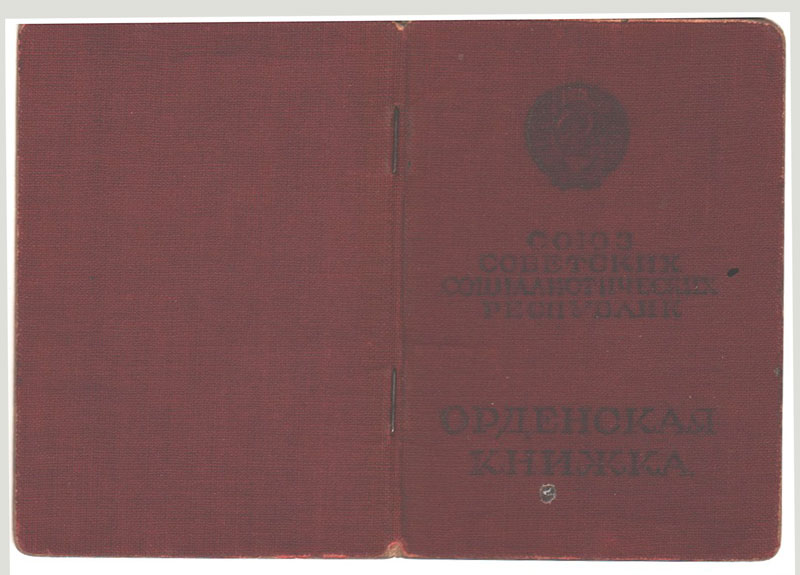 СОЮЗ
СОВЕТСКИХ
СОЦИАЛИСТИЧЕСКИХ
РЕСПУБЛИК
ОРДЕНСКАЯ
КНИЖКА